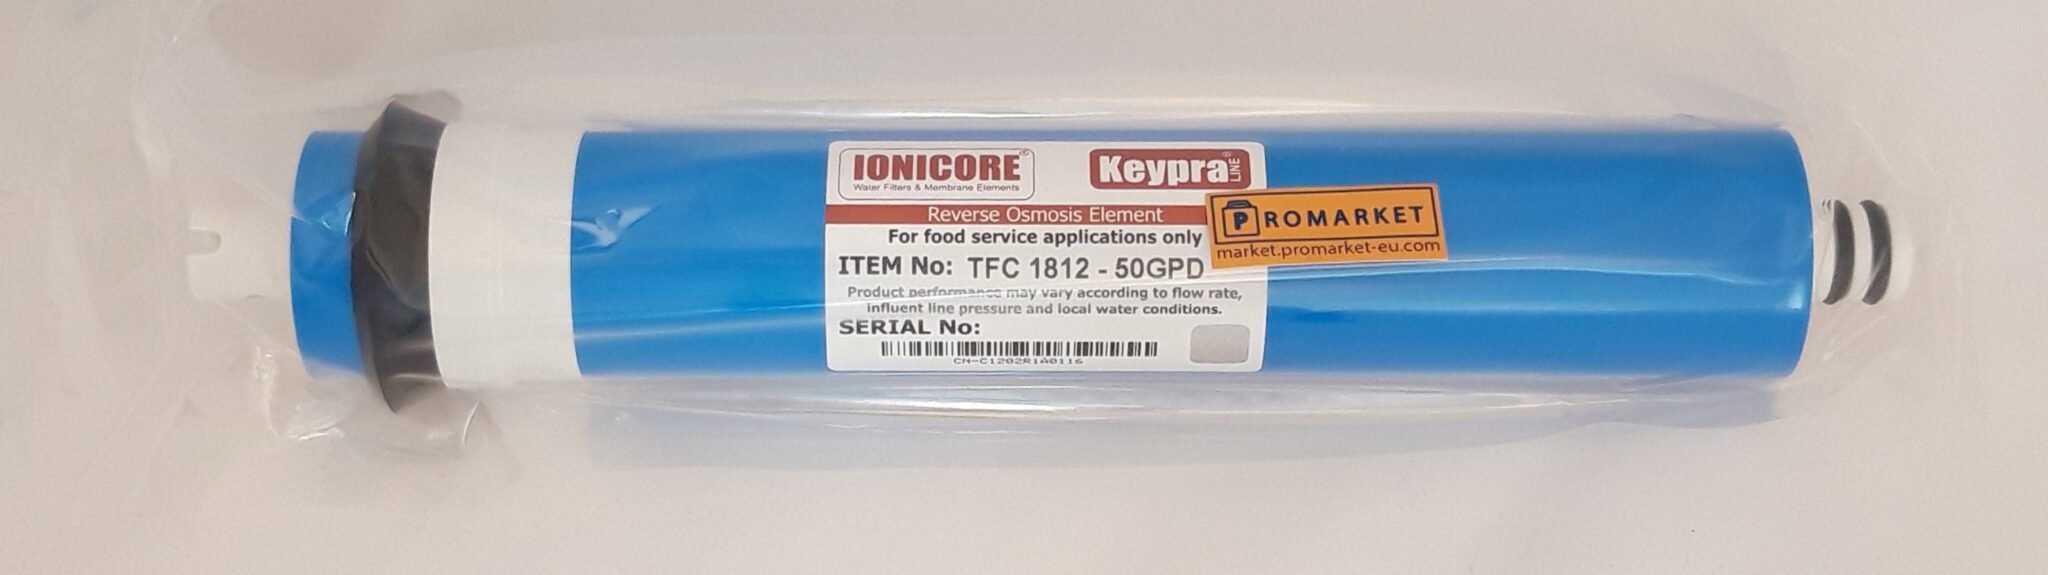 IONICORE®
Water Filters & Membrane Elements
Keypra LINE®
Reverse Osmosis Element
For food service applications only
PROMARKET
market.promarket-eu.com
ITEM No: TFC 1812 - 50GPD
Product performance may vary according to flow rate,
influent line pressure and local water conditions.
SERIAL No:
CN-C1202R1A0116